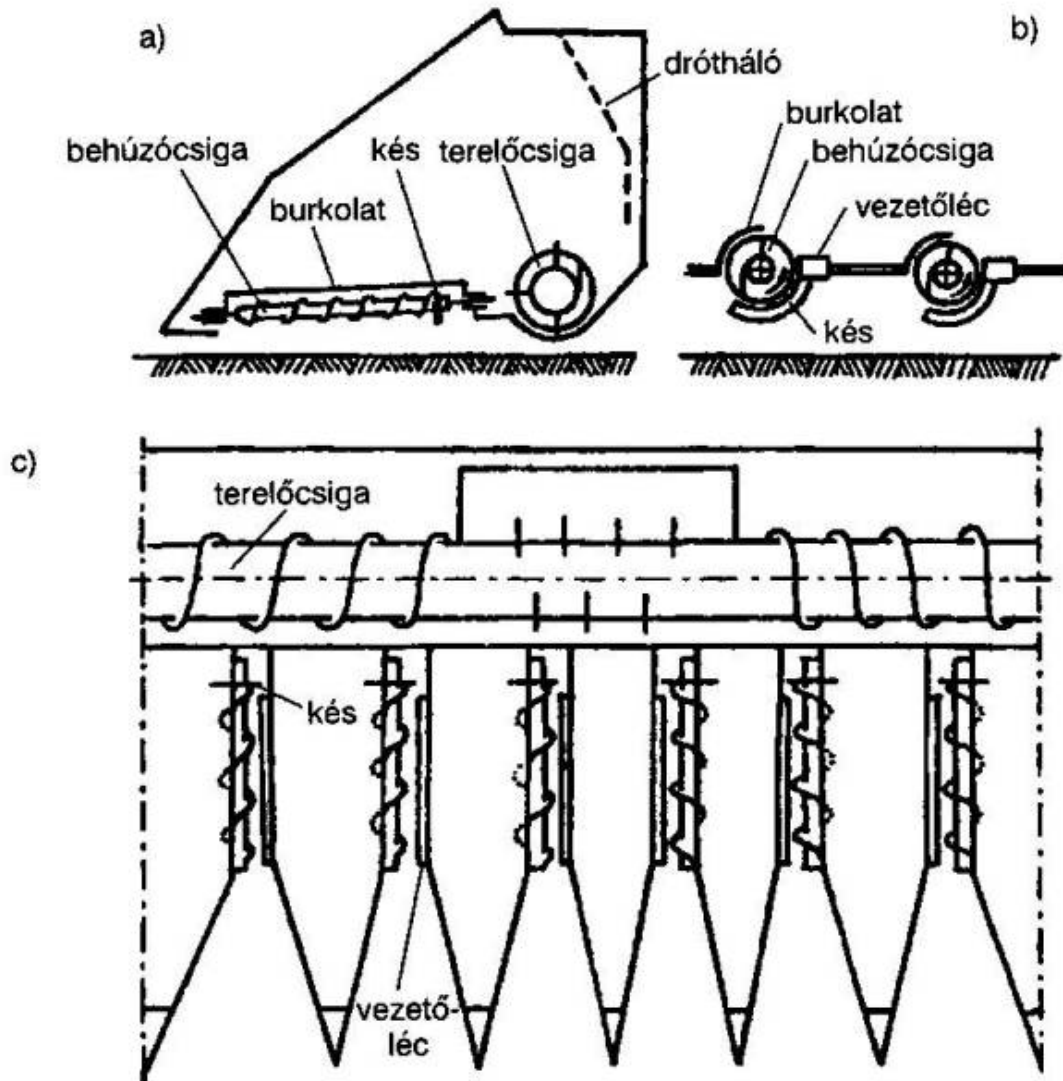 a)
drótháló
behúzócsiga
kés
terelőcsiga
burkolat
b)
burkolat
behúzócsiga
vezetőléc
kés
c)
terelőcsiga
kés
vezető-
léc